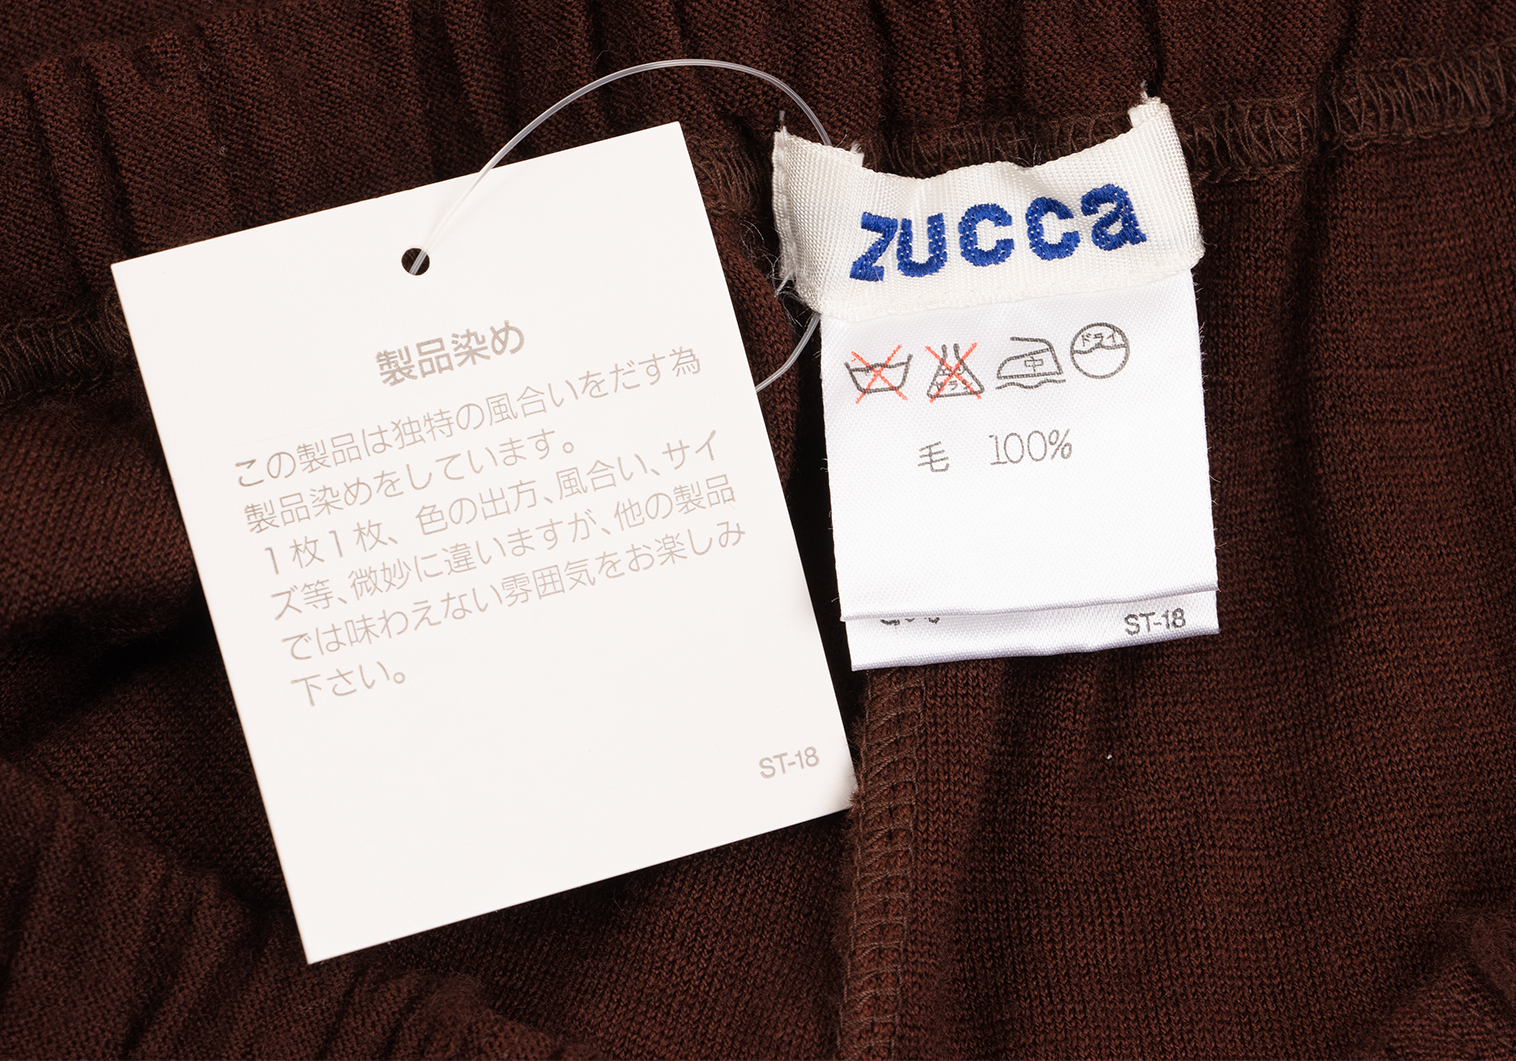 製品染め
この製品は独特の風合いをだす為
製品染めをしています。
1枚1枚、色の出方、風合い、サイ
ズ等、微妙に違いますが、他の製品
では味わえない雰囲気をお楽しみ
下さい。
ST-18
zucca
中
ドライ
毛 100%
ST-18